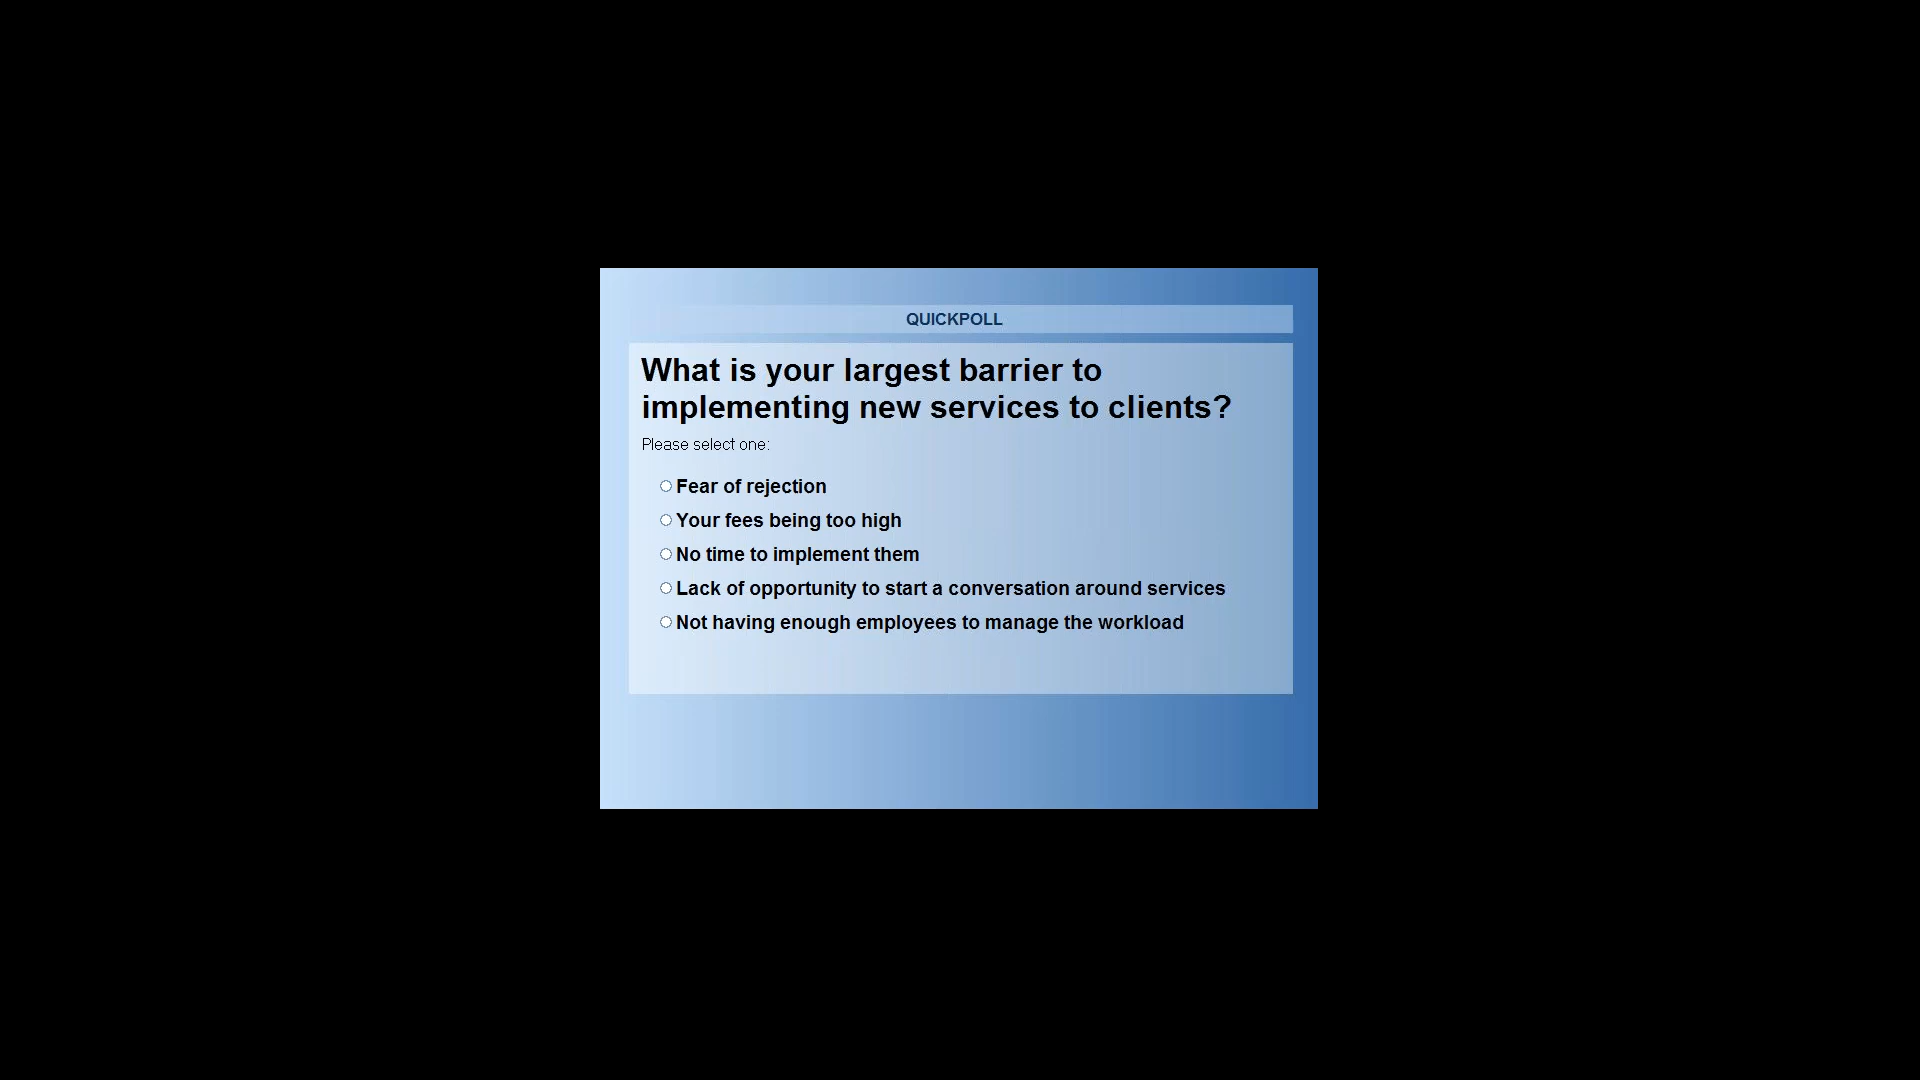 QUICKPOLL
What is your largest barrier to
implementing new services to clients?
Please select one:
Fear of rejection
Your fees being too high
No time to implement them
Lack of opportunity to start a conversation around services
Not having enough employees to manage the workload